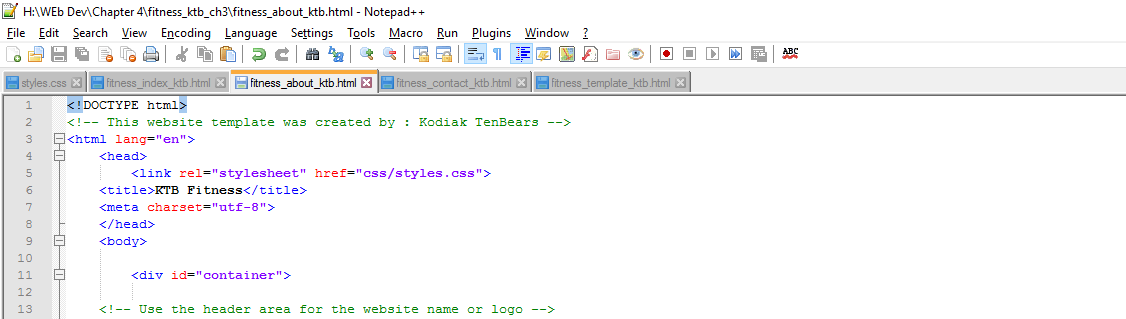 H:\WEb Dev\Chapter 4\fitness_ktb_ch3\fitness_about_ktb.html - Notepad++
File Edit Search View Encoding Language Settings Tools Macro Run Plugins Window ?
ABC
styles.css fitness_index_ktb.html fitness_about_ktb.html fitness_contact_ktb.html fitness_template_ktb.html
1 <!DOCTYPE html>
2 <!-- This website template was created by : Kodiak TenBears -->
3 <html lang="en">
4 <head>
5 <link rel="stylesheet" href="css/styles.css">
6 <title>KTB Fitness</title>
7 <meta charset="utf-8">
8 </head>
9 <body>
10
11 <div id="container">
12
13 <!-- Use the header area for the website name or logo -->